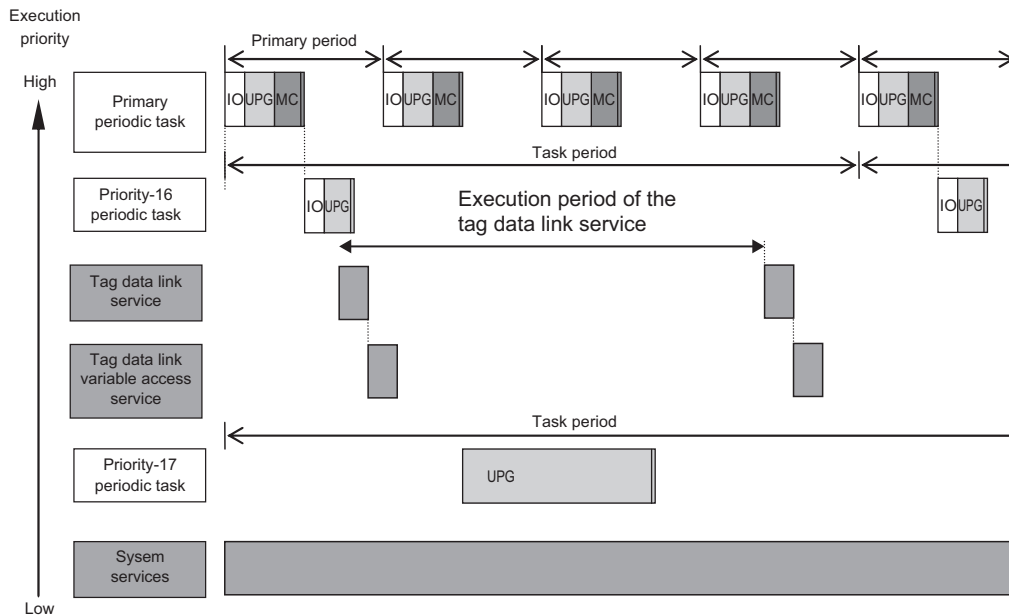 Execution
priority
High
Primary period
Primary
periodic task
IO UPG MC
IO UPG MC
IO UPG MC
IO UPG MC
IO UPG MC
Task period
Priority-16
periodic task
IO UPG
Execution period of the
tag data link service
IO UPG
Tag data link
service
Tag data link
variable access
service
Task period
Priority-17
periodic task
UPG
Sysem
services
Low